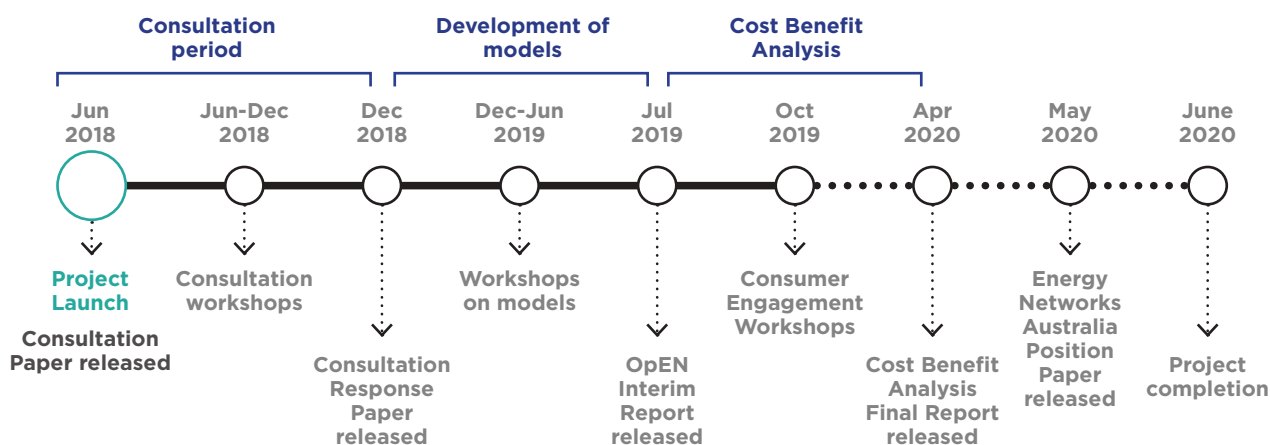 Consultation
period
Development of
models
Cost Benefit
Analysis
Jun
2018
Jun-Dec
2018
Dec
2018
Dec-Jun
2019
Jul
2019
Oct
2019
Apr
2020
May
2020
June
2020
Project
Launch
Consultation
Paper released
Consultation
workshops
Consultation
Response
Paper
released
Workshops
on models
OpEN
Interim
Report
released
Consumer
Engagement
Workshops
Cost Benefit
Analysis
Final Report
released
Energy
Networks
Australia
Position
Paper
released
Project
completion